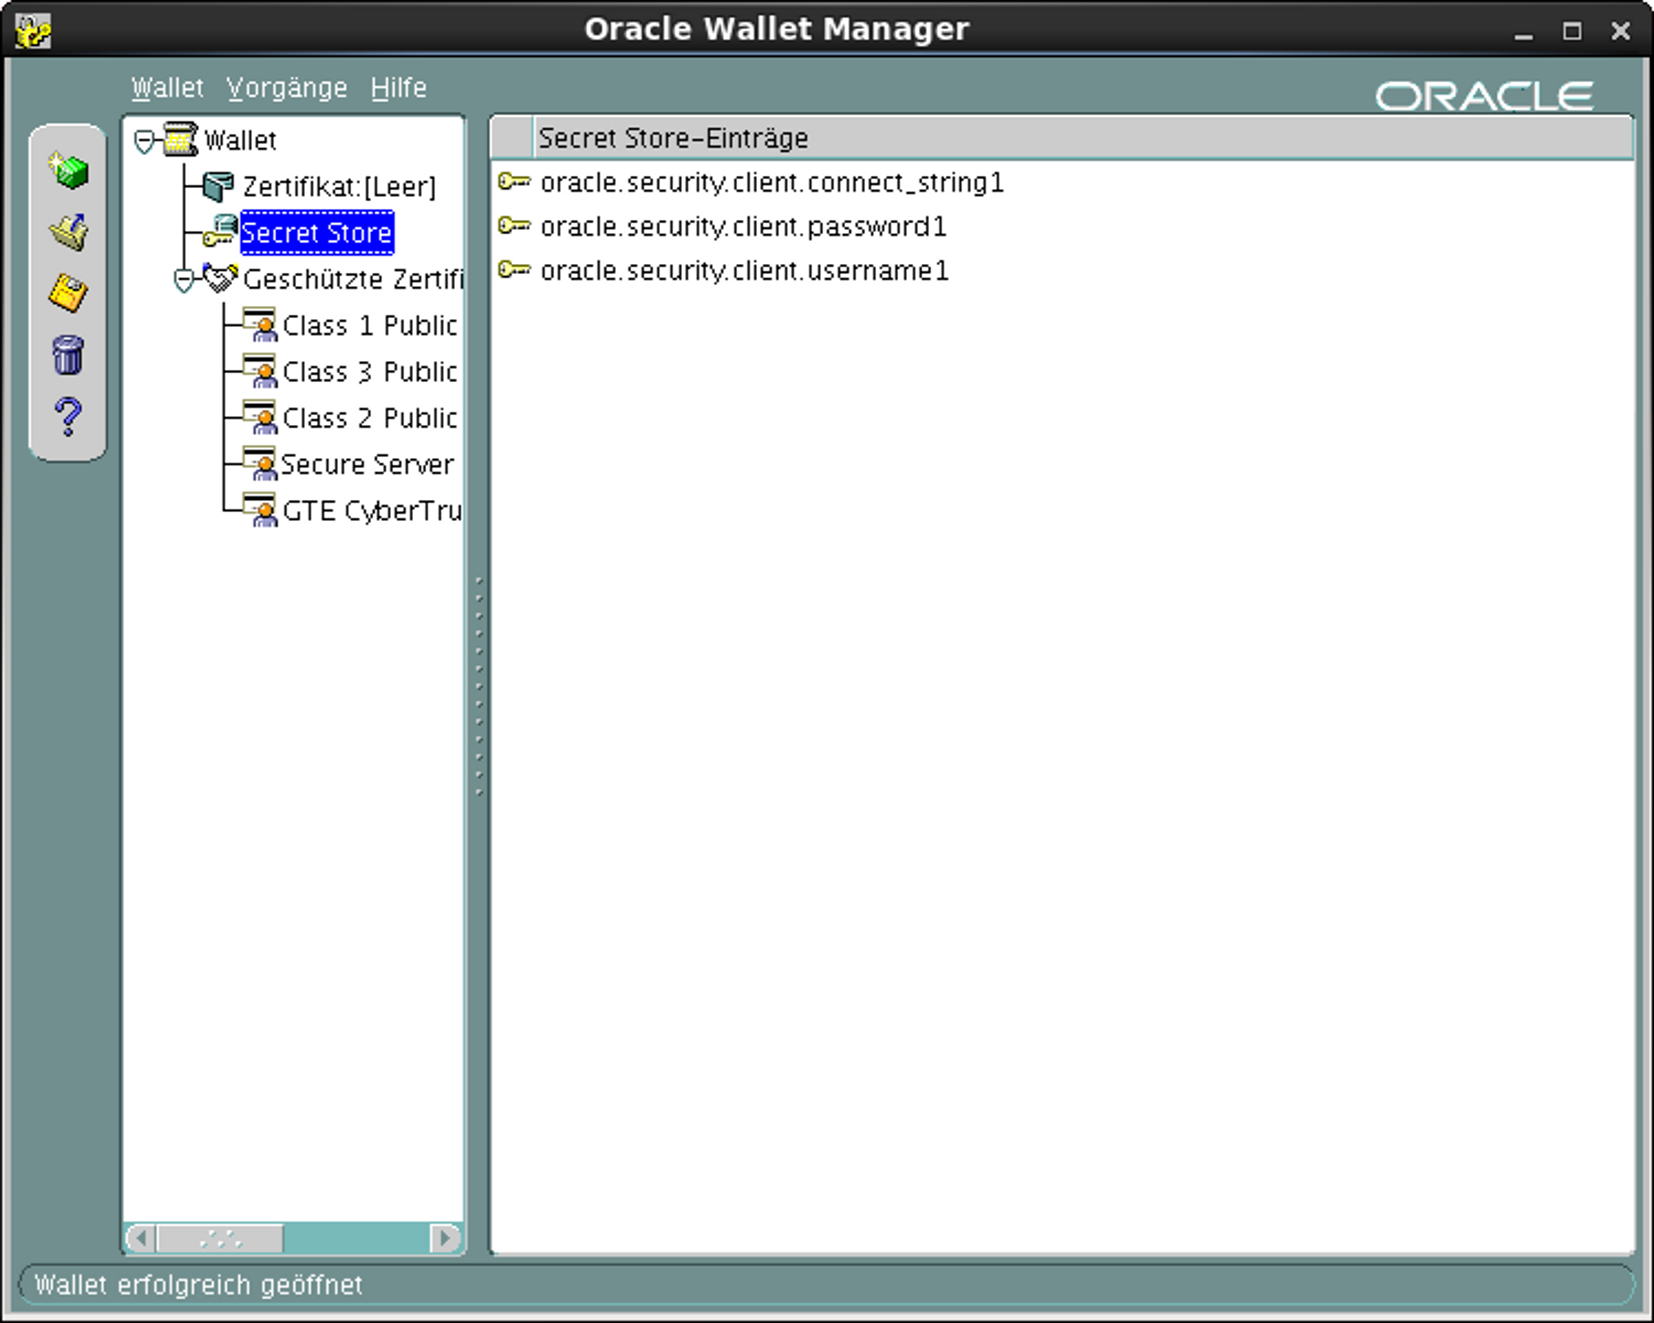 Oracle Wallet Manager
Wallet Vorgänge Hilfe
ORACLE
Wallet
Zertifikat:[Leer]
Secret Store
Geschützte Zertifi
Class 1 Public
Class 3 Public
Class 2 Public
Secure Server
GTE CyberTru
Secret Store-Einträge
oracle.security.client.connect_string1
oracle.security.client.password1
oracle.security.client.username1
Wallet erfolgreich geöffnet